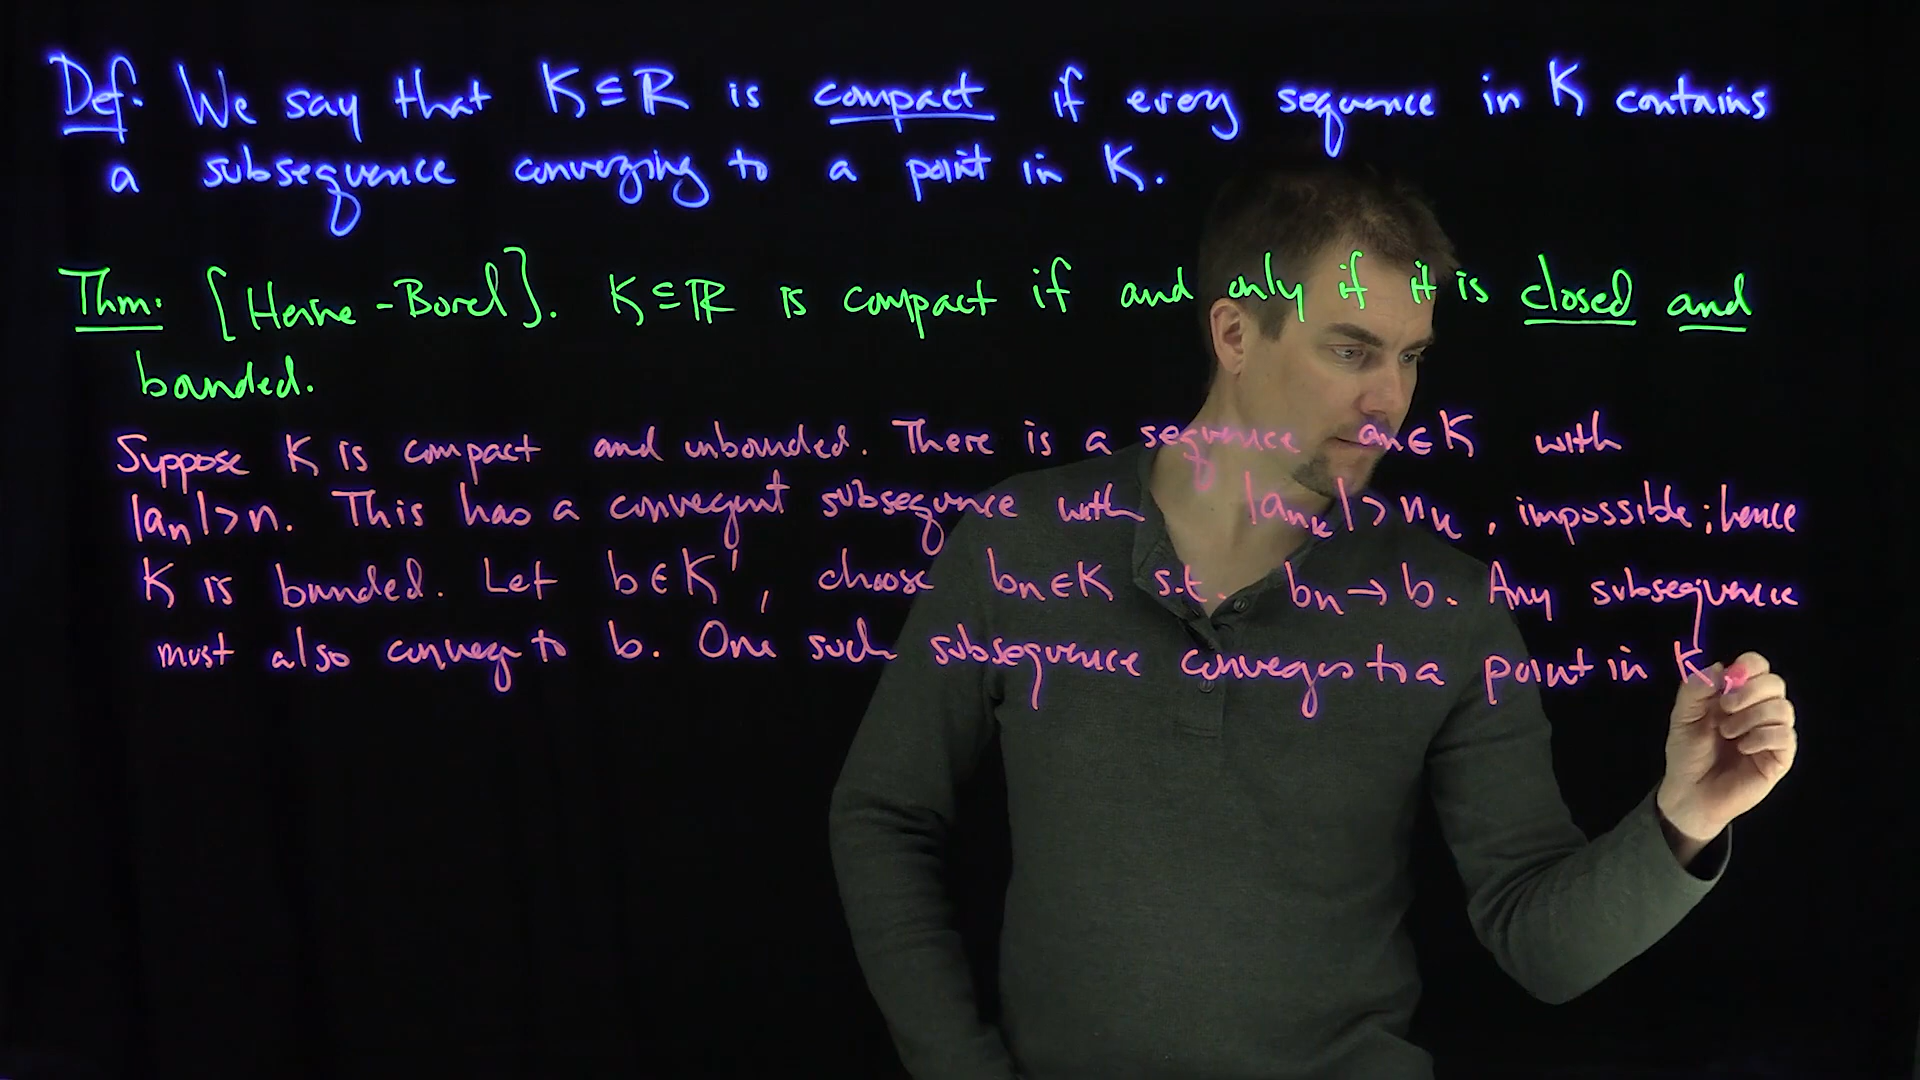 Def: We say that K ⊆ ℝ is compact if every sequence in K contains
a subsequence converging to a point in K.
Thm: [Heine-Borel]. K ⊆ ℝ is compact if and only if it is closed and
bounded.
Suppose K is compact and unbounded. There is a sequence aₙ ∈ K with
|aₙ| > n. This has a convergent subsequence with |aₙₖ| > nₖ, impossible; hence
K is bounded. Let b ∈ K', choose bₙ ∈ K s.t. bₙ → b. Any subsequence
must also converge to b. One such subsequence converges to a point in K,